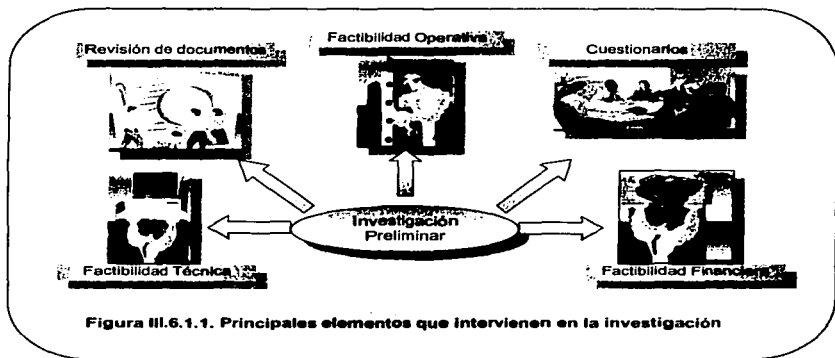 Factibilidad Operativa
Revisión de documentos
Cuestionarios
Investigación
Preliminar
Factibilidad Técnica
Factibilidad Financiera
Figura III.6.1.1. Principales elementos que intervienen en la investigación